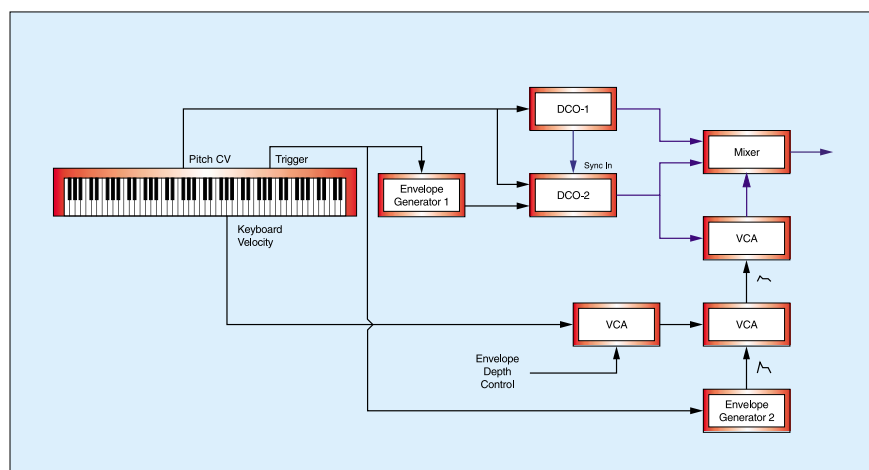 DCO-1
Pitch CV
Trigger
Sync In
Mixer
Envelope
Generator 1
DCO-2
Keyboard
Velocity
VCA
VCA
VCA
Envelope
Depth
Control
Envelope
Generator 2